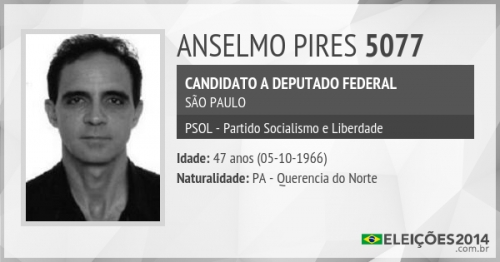 ANSELMO PIRES 5077
CANDIDATO A DEPUTADO FEDERAL
SÃO PAULO
PSOL - Partido Socialismo e Liberdade
Idade: 47 anos (05-10-1966)
Naturalidade: PA - Querencia do Norte
ELEIÇÕES2014
.com.br